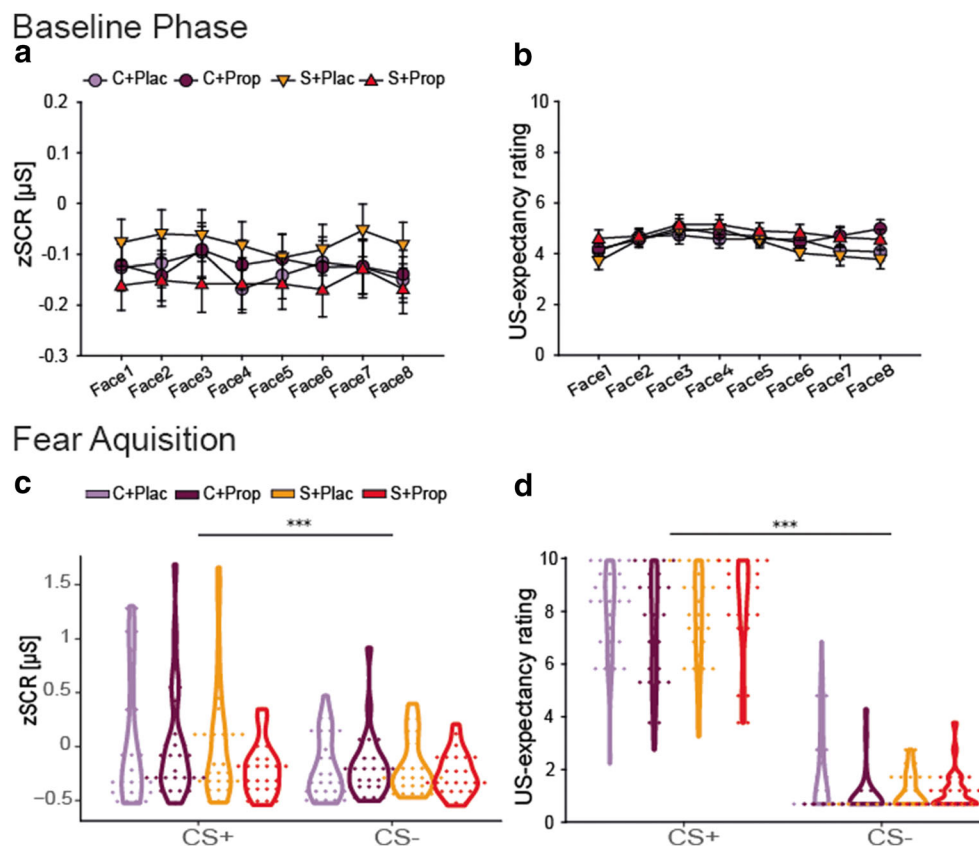 Baseline Phase
a
C+Plac C+Prop S+Plac S+Prop
zSCR [µS]
0.2
0.1
0
-0.1
-0.2
-0.3
Face1 Face2 Face3 Face4 Face5 Face6 Face7 Face8
b
US-expectancy rating
10
8
6
4
2
0
Face1 Face2 Face3 Face4 Face5 Face6 Face7 Face8
Fear Aquisition
c
C+Plac C+Prop S+Plac S+Prop
***
zSCR [µS]
1.5
1
0.5
0
−0.5
CS+ CS-
d
***
US-expectancy rating
10
8
6
4
2
0
CS+ CS-